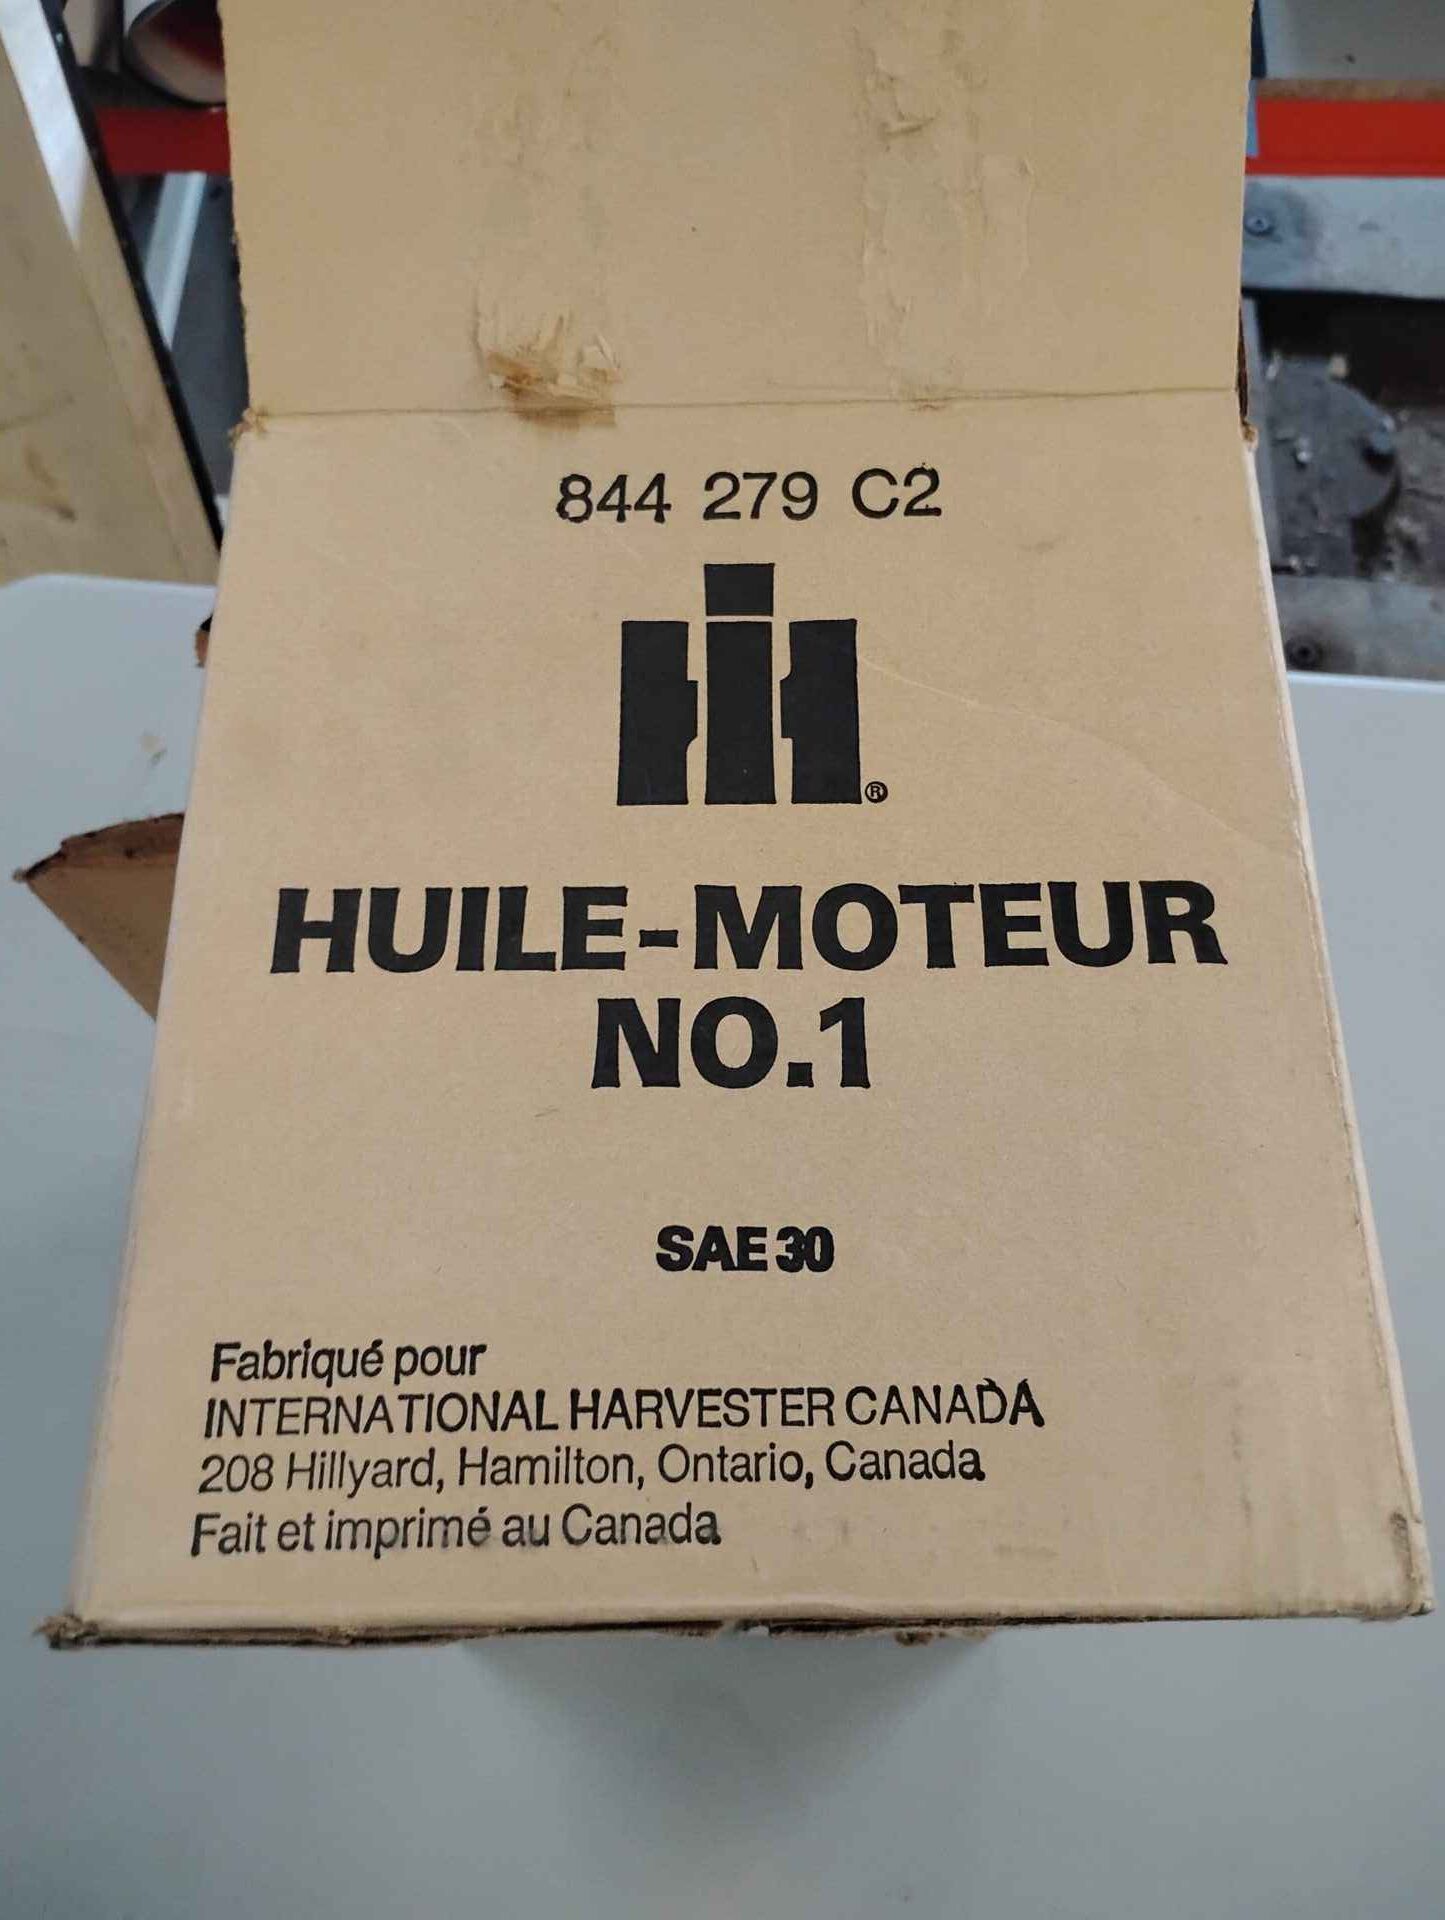 844 279 C2
IH®
HUILE-MOTEUR
NO.1
SAE 30
Fabriqué pour
INTERNATIONAL HARVESTER CANADA
208 Hillyard, Hamilton, Ontario, Canada
Fait et imprimé au Canada